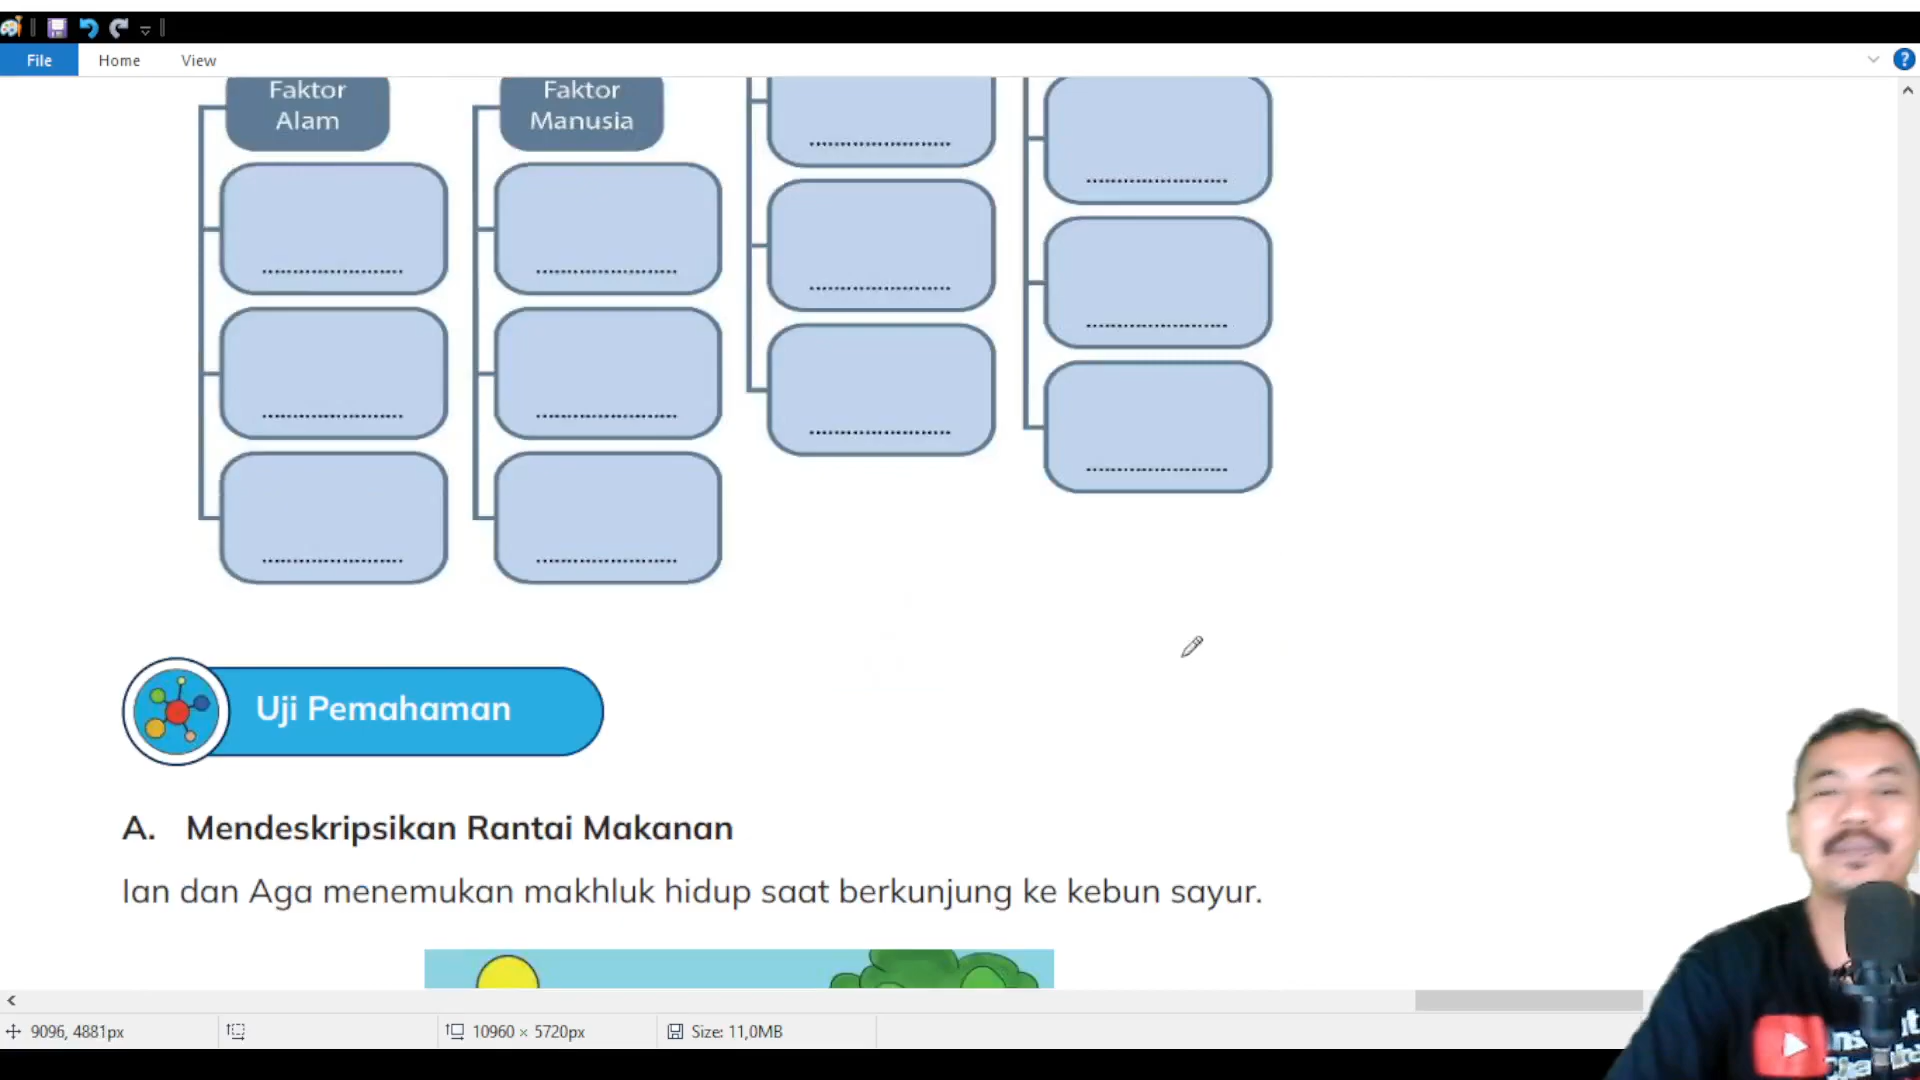 File
Home
View
Faktor
Alam
Faktor
Manusia
Uji Pemahaman
A. Mendeskripsikan Rantai Makanan
Ian dan Aga menemukan makhluk hidup saat berkunjung ke kebun sayur.
9096, 4881px
10960 × 5720px
Size: 11,0MB